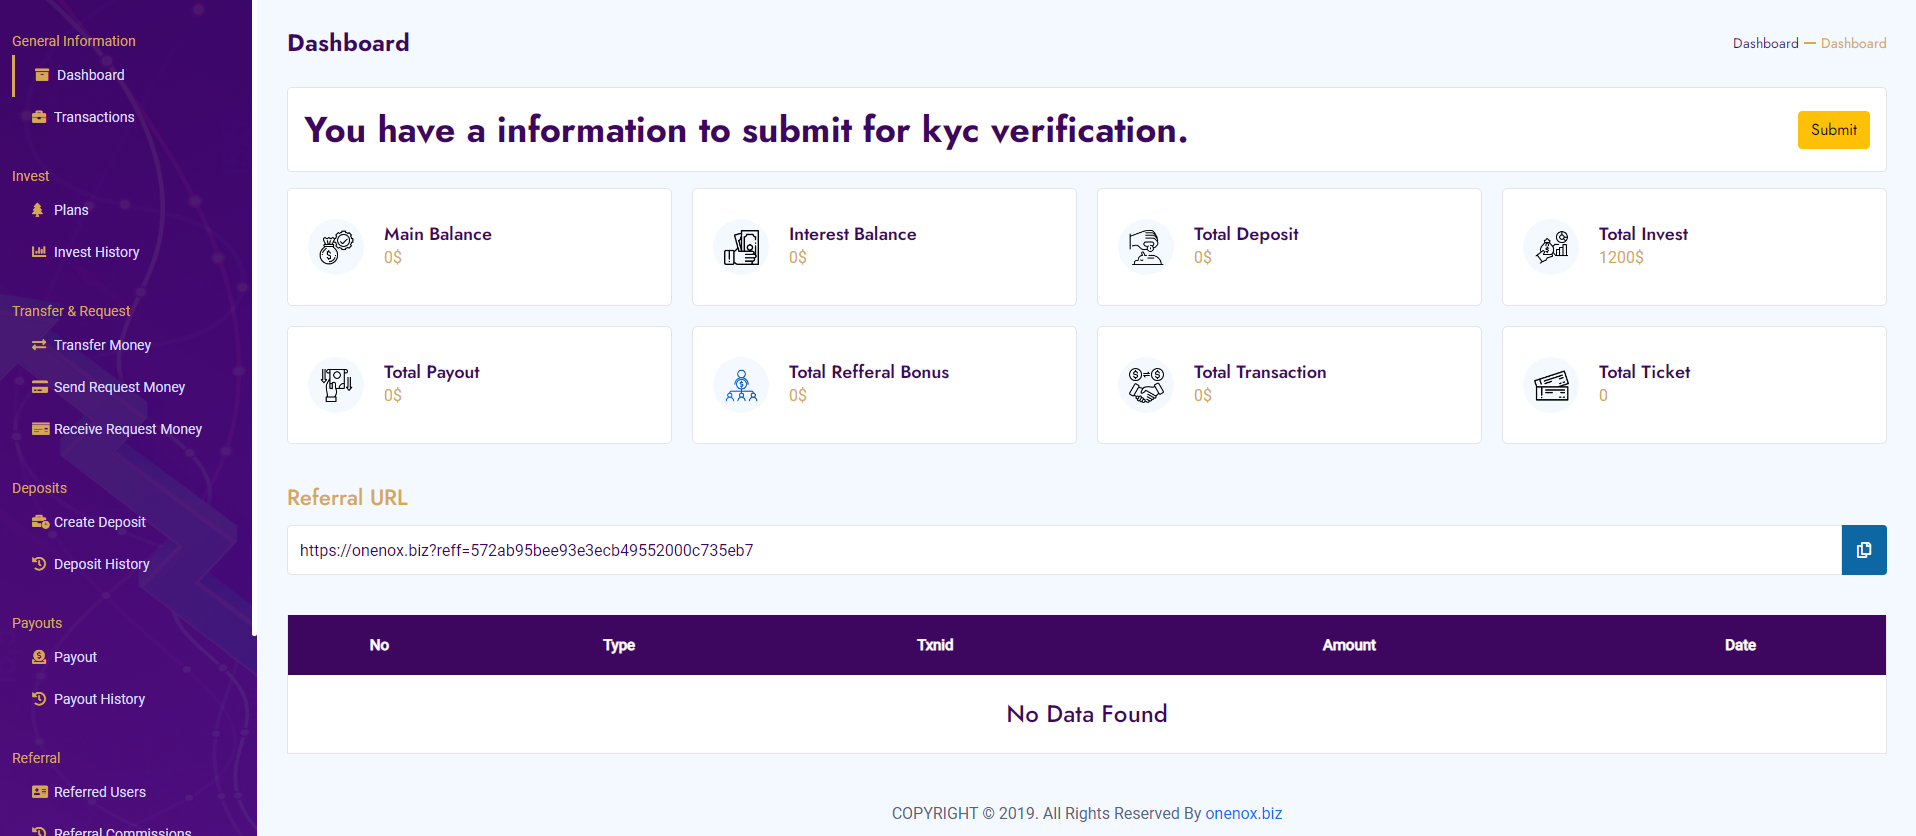 General Information
Dashboard
Transactions
Invest
Plans
Invest History
Transfer & Request
Transfer Money
Send Request Money
Receive Request Money
Deposits
Create Deposit
Deposit History
Payouts
Payout
Payout History
Referral
Referred Users
Referral Commissions
Dashboard
Dashboard — Dashboard
You have a information to submit for kyc verification.
Submit
Main Balance
0$
Interest Balance
0$
Total Deposit
0$
Total Invest
1200$
Total Payout
0$
Total Refferal Bonus
0$
Total Transaction
0$
Total Ticket
0
Referral URL
https://onenox.biz?reff=572ab95bee93e3ecb49552000c735eb7
No Type Txnid Amount Date
No Data Found
COPYRIGHT © 2019. All Rights Reserved By onenox.biz